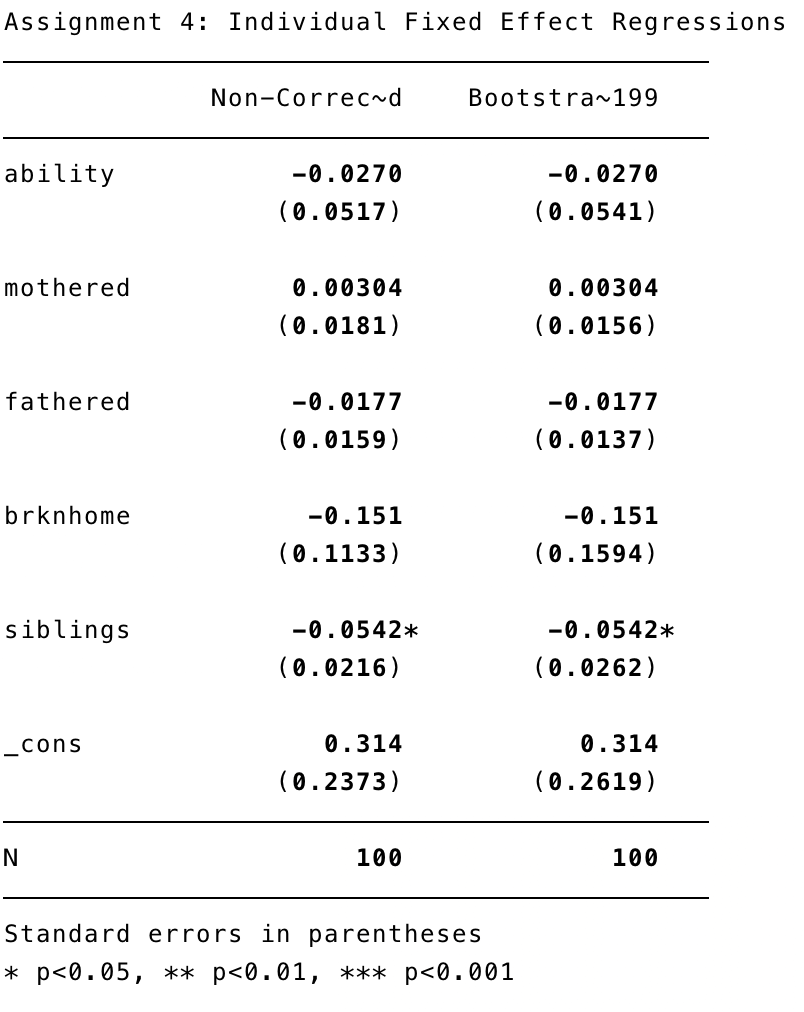 Assignment 4: Individual Fixed Effect Regressions
Non-Correc~d Bootstra~199
ability -0.0270 -0.0270
(0.0517) (0.0541)
mothered 0.00304 0.00304
(0.0181) (0.0156)
fathered -0.0177 -0.0177
(0.0159) (0.0137)
brknhome -0.151 -0.151
(0.1133) (0.1594)
siblings -0.0542* -0.0542*
(0.0216) (0.0262)
_cons 0.314 0.314
(0.2373) (0.2619)
N 100 100
Standard errors in parentheses
* p<0.05, ** p<0.01, *** p<0.001